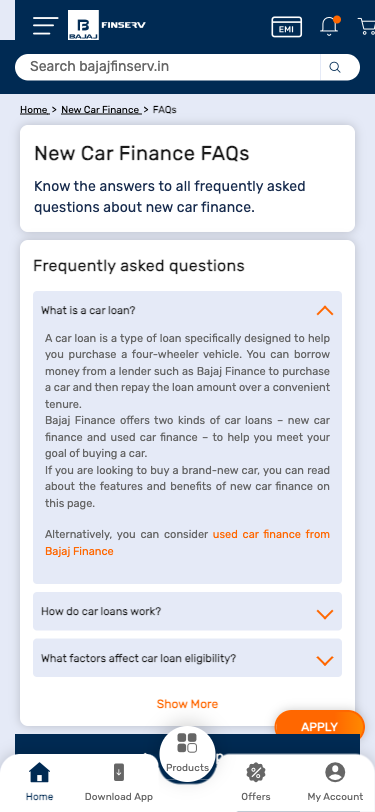 BAJAJ
FINSERV
EMI
Search bajajfinserv.in
Home > New Car Finance > FAQs
New Car Finance FAQs
Know the answers to all frequently asked
questions about new car finance.
Frequently asked questions
What is a car loan?
A car loan is a type of loan specifically designed to help
you purchase a four-wheeler vehicle. You can borrow
money from a lender such as Bajaj Finance to purchase
a car and then repay the loan amount over a convenient
tenure.
Bajaj Finance offers two kinds of car loans – new car
finance and used car finance – to help you meet your
goal of buying a car.
If you are looking to buy a brand-new car, you can read
about the features and benefits of new car finance on
this page.
Alternatively, you can consider used car finance from
Bajaj Finance
How do car loans work?
What factors affect car loan eligibility?
Show More
APPLY
Products
Home
Download App
Offers
My Account